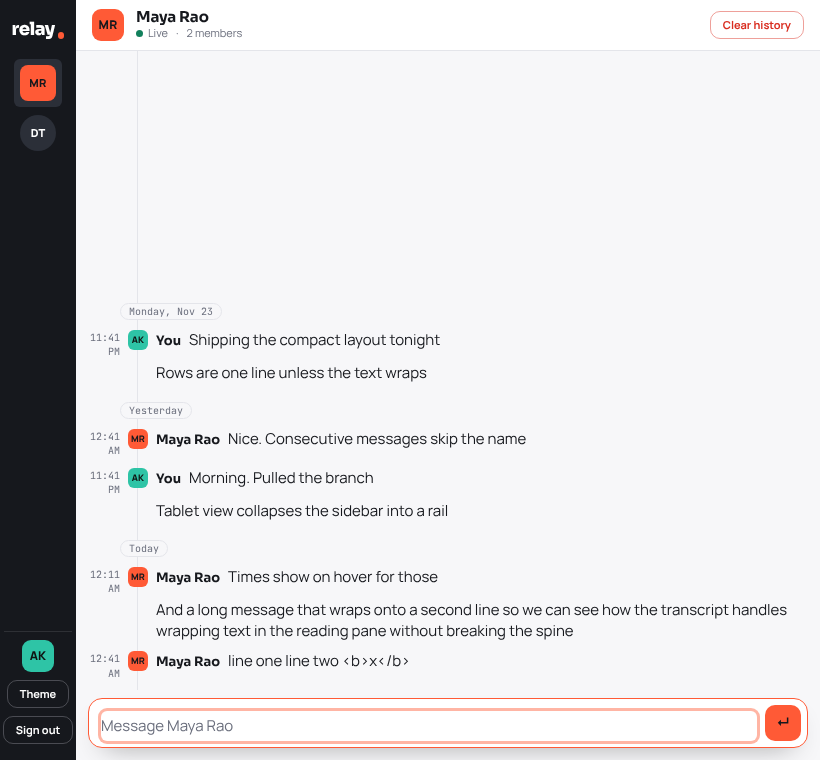 relay.
MR
DT
AK
Theme
Sign out
MR
Maya Rao
Live · 2 members
Clear history
Monday, Nov 23
11:41 PM
AK
You Shipping the compact layout tonight
Rows are one line unless the text wraps
Yesterday
12:41 AM
MR
Maya Rao Nice. Consecutive messages skip the name
11:41 PM
AK
You Morning. Pulled the branch
Tablet view collapses the sidebar into a rail
Today
12:11 AM
MR
Maya Rao Times show on hover for those
And a long message that wraps onto a second line so we can see how the transcript handles
wrapping text in the reading pane without breaking the spine
12:41 AM
MR
Maya Rao line one line two <b>x</b>
Message Maya Rao